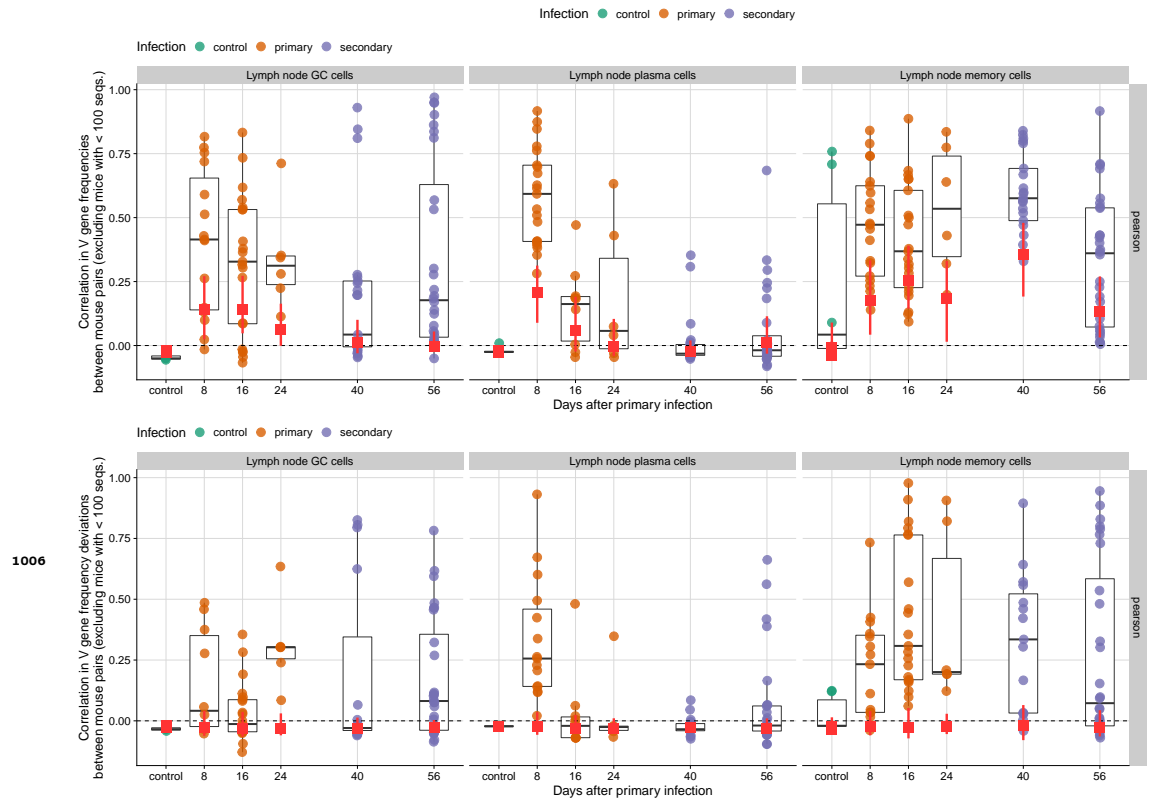 Infection control primary secondary
Infection control primary secondary
Lymph node GC cells Lymph node plasma cells Lymph node memory cells
Correlation in V gene frequencies
between mouse pairs (excluding mice with < 100 seqs.)
1.00
0.75
0.50
0.25
0.00
pearson
control 8 16 24 40 56 control 8 16 24 40 56 control 8 16 24 40 56
Days after primary infection
Infection control primary secondary
Lymph node GC cells Lymph node plasma cells Lymph node memory cells
1006
Correlation in V gene frequency deviations
between mouse pairs (excluding mice with < 100 seqs.)
1.00
0.75
0.50
0.25
0.00
pearson
control 8 16 24 40 56 control 8 16 24 40 56 control 8 16 24 40 56
Days after primary infection